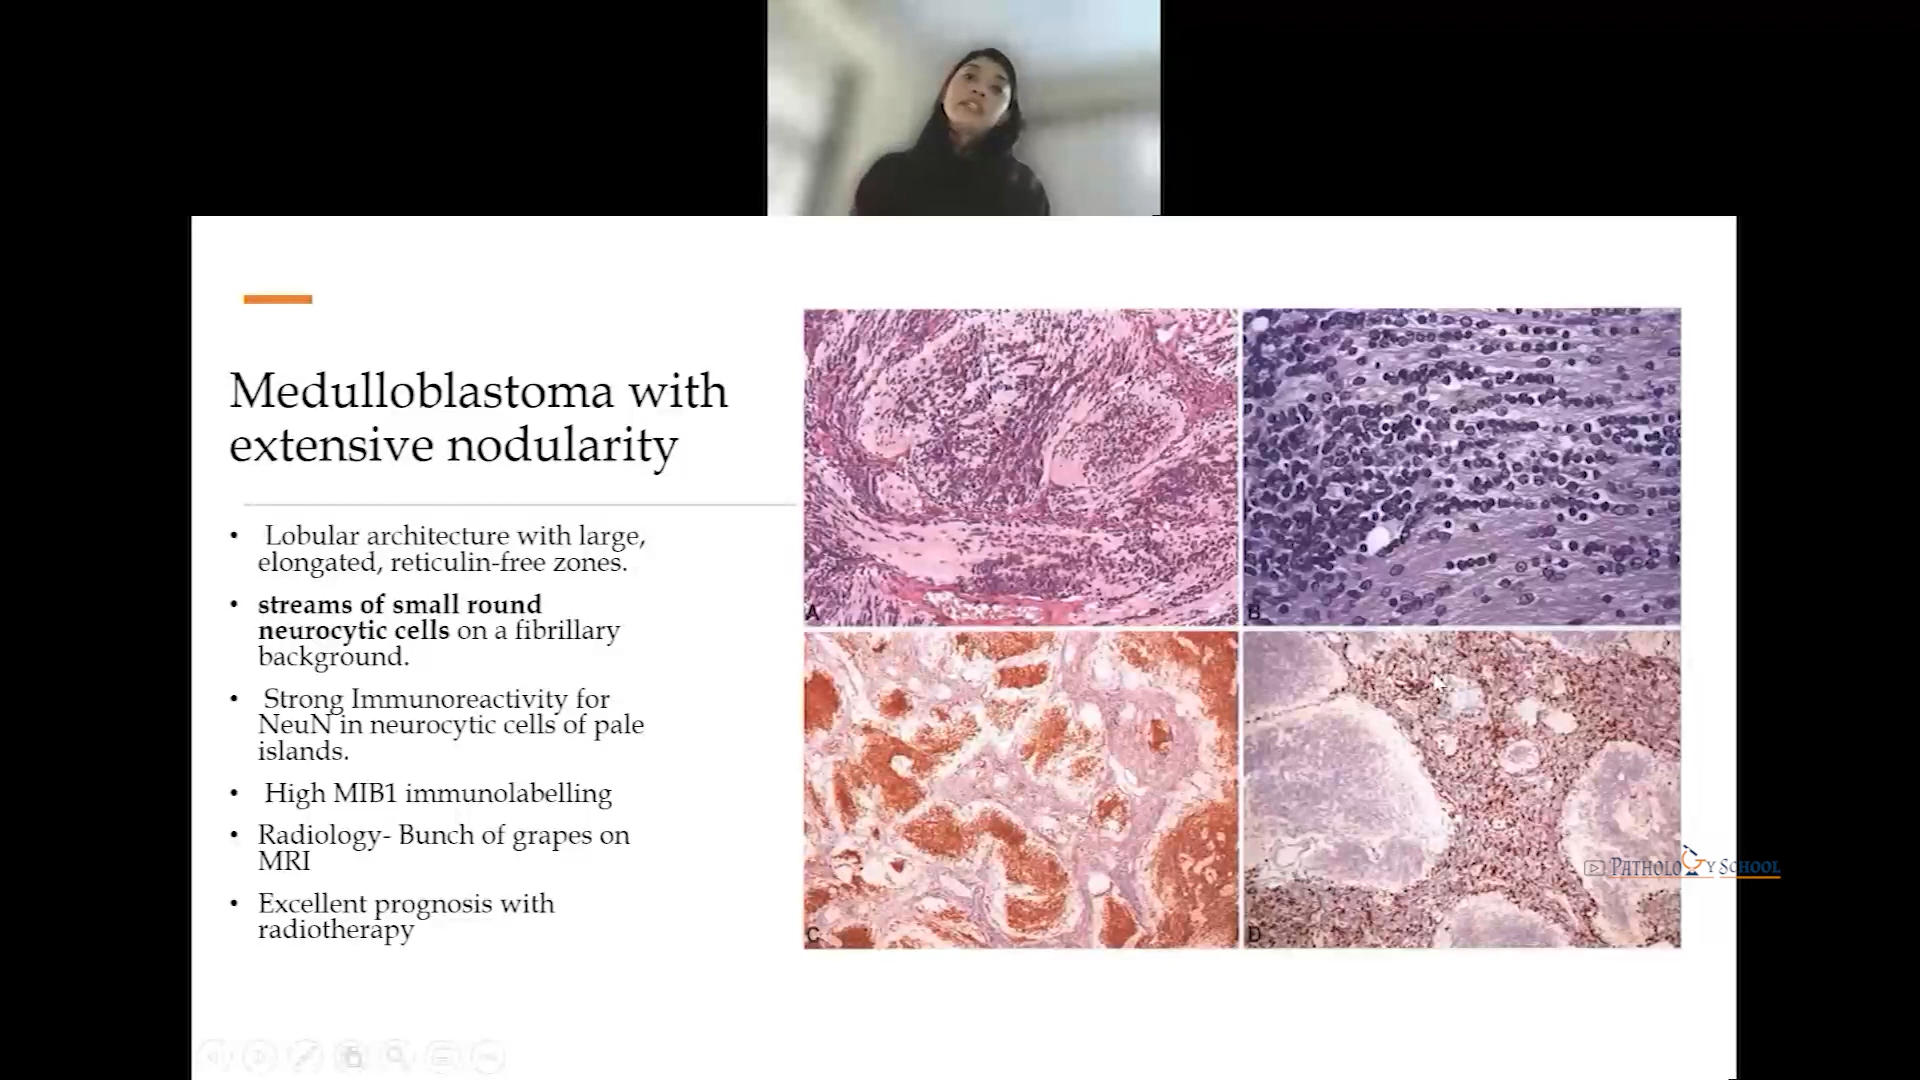 Medulloblastoma with
extensive nodularity
• Lobular architecture with large,
elongated, reticulin-free zones.
• streams of small round
neurocytic cells on a fibrillary
background.
• Strong Immunoreactivity for
NeuN in neurocytic cells of pale
islands.
• High MIB1 immunolabelling
• Radiology- Bunch of grapes on
MRI
• Excellent prognosis with
radiotherapy
A
B
C
D
PATHOLOGY SCHOOL